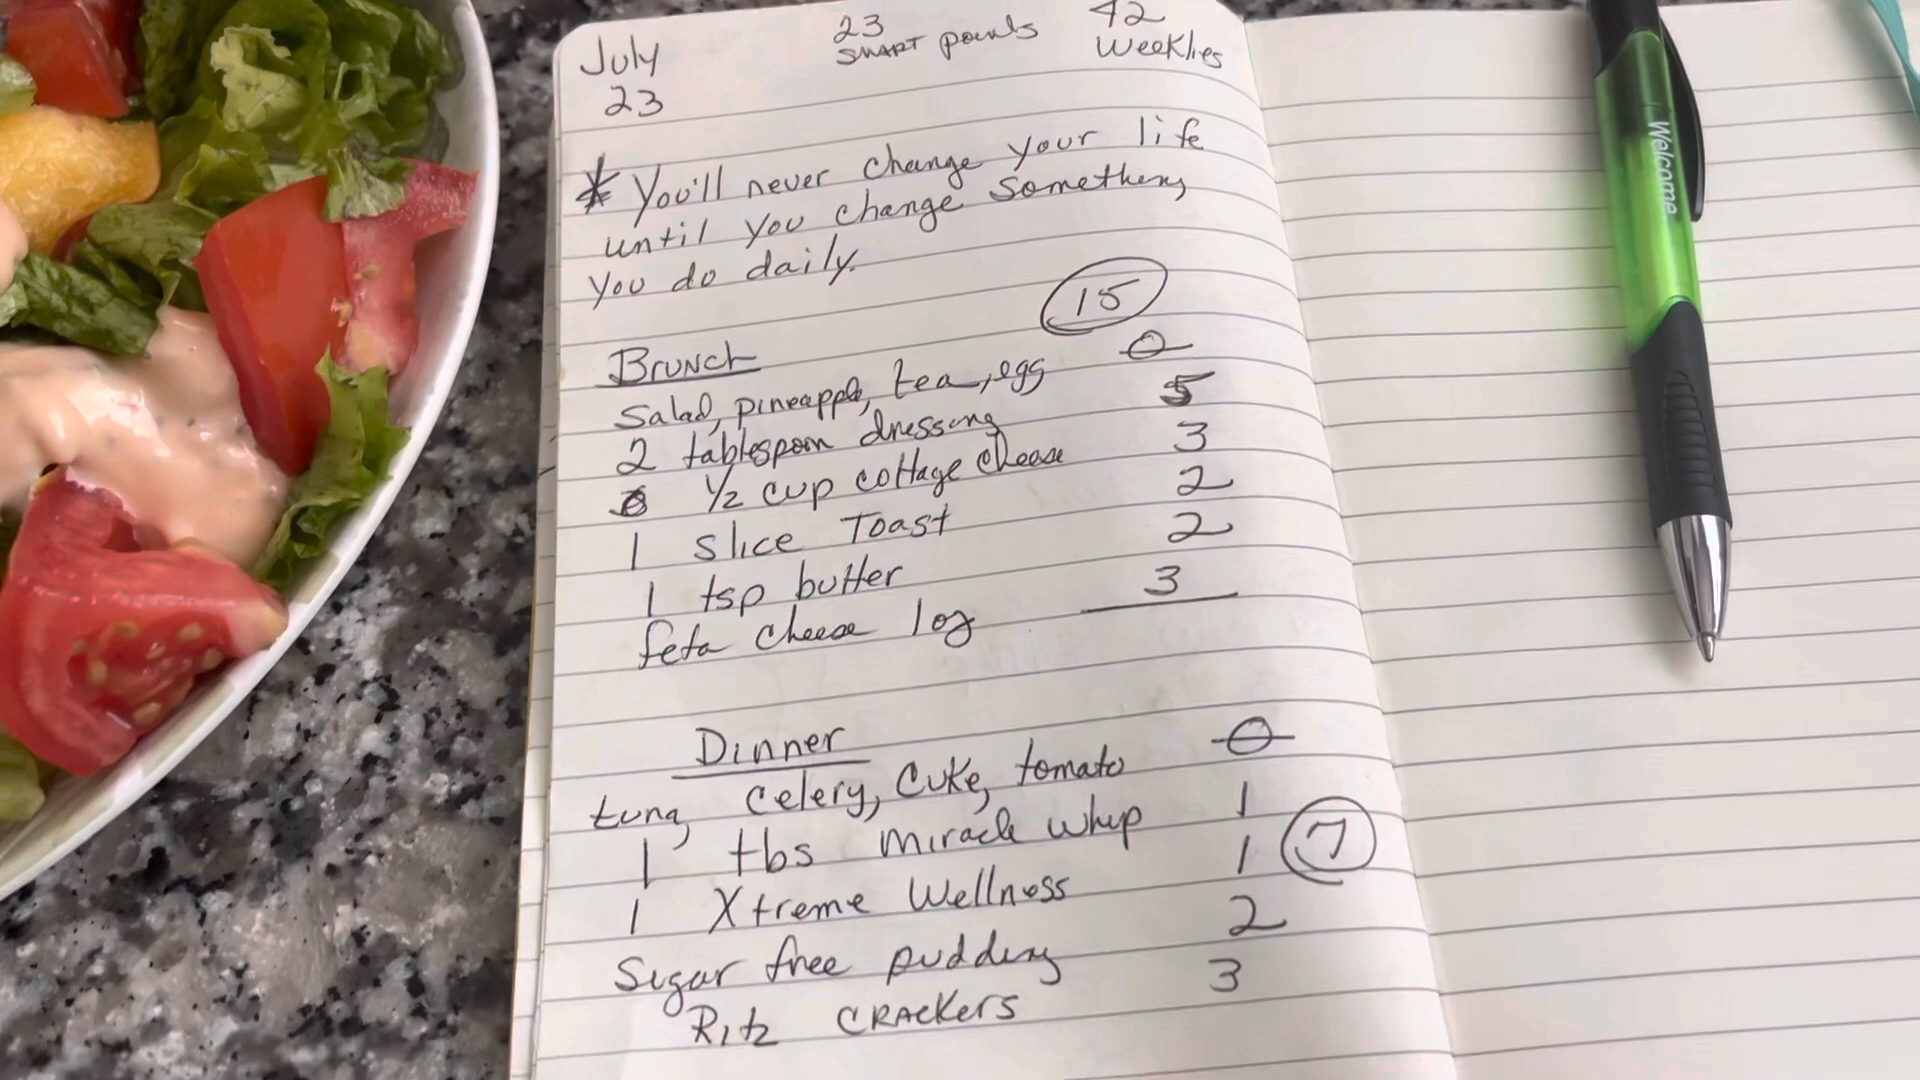 July 23
23 SMART points
42 Weeklies
* You'll never change your life
until you change something
you do daily.
15
Brunch
Salad, pineapple, tea, egg 0
2 tablespoon dressing 5
1/2 cup cottage cheese 3
1 slice Toast 2
1 tsp butter 2
feta cheese log 3
Dinner
tuna, celery, cuke, tomato 0
1 tbs miracle whip 1
7
1 Xtreme Wellness 1
Sugar free pudding 2
Ritz CRACKERS 3
Welcome